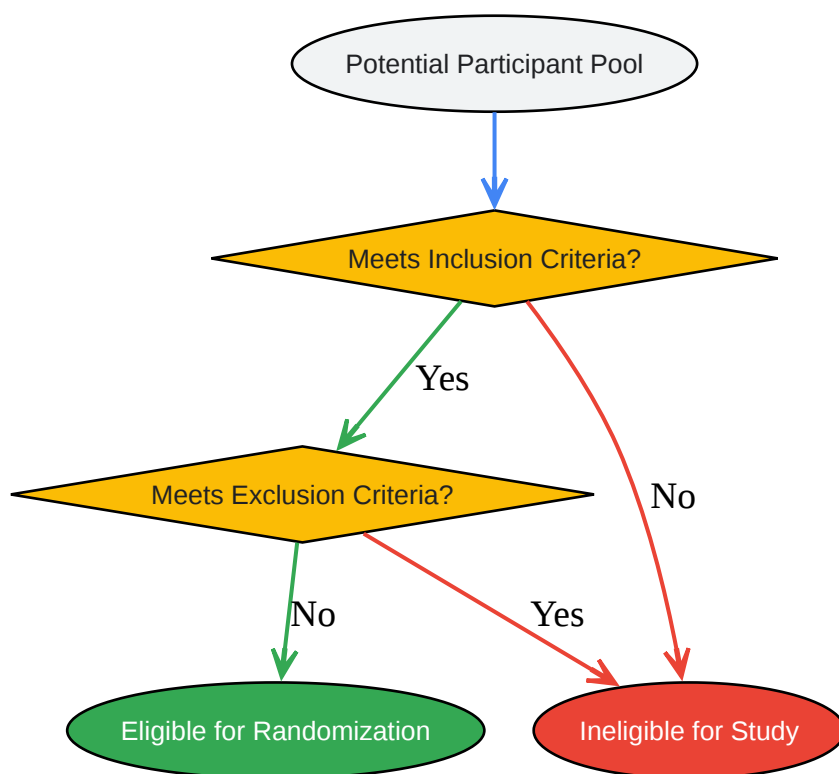 Potential Participant Pool
Meets Inclusion Criteria?
Yes
Meets Exclusion Criteria?
No
No
Yes
Eligible for Randomization
Ineligible for Study